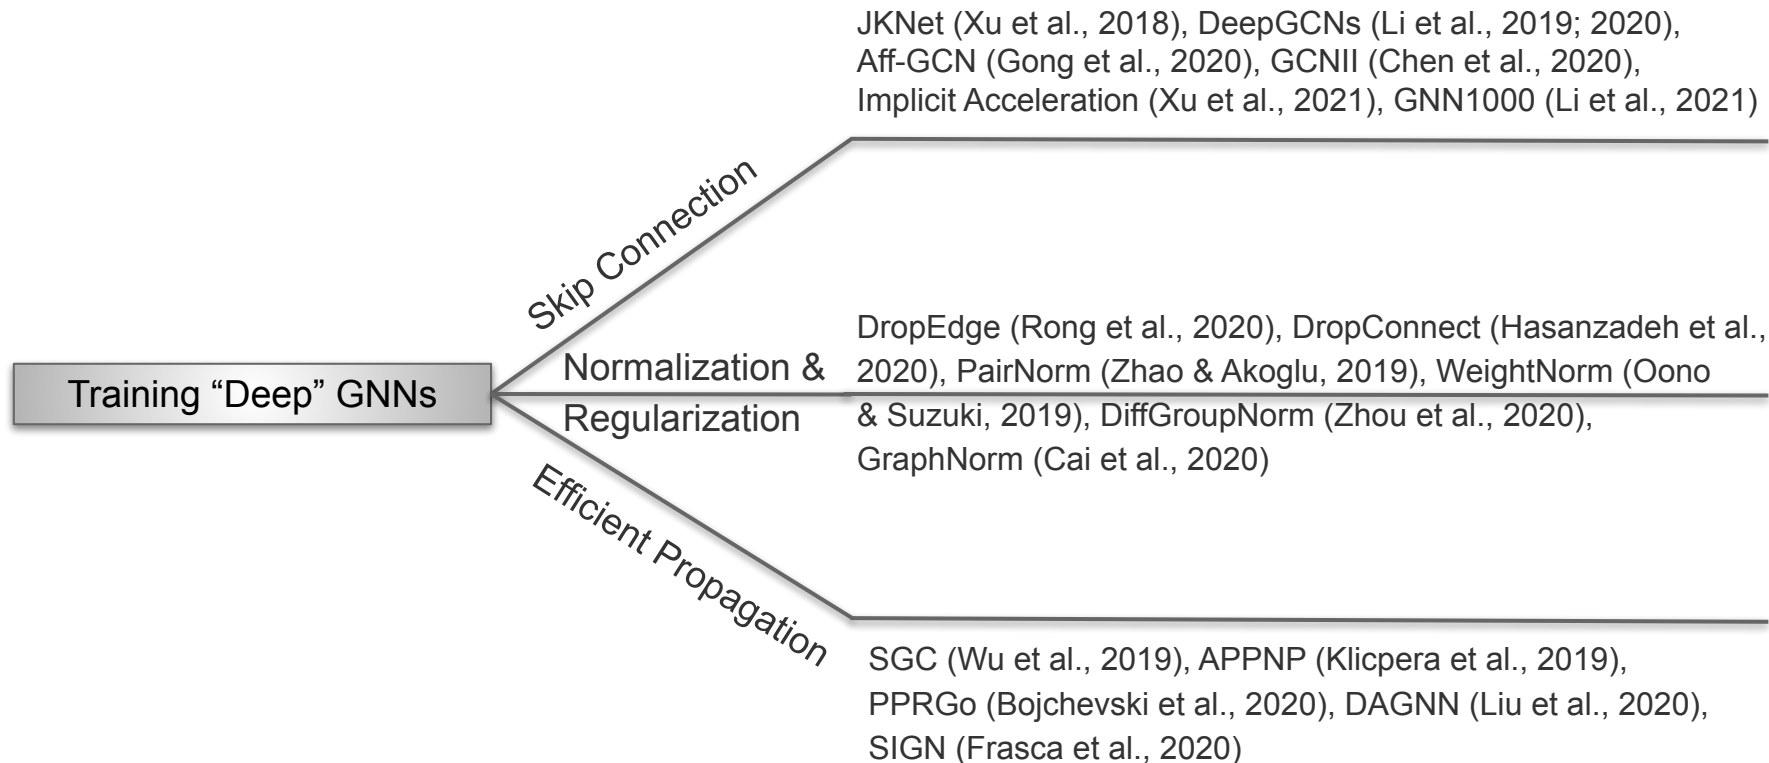 JKNet (Xu et al., 2018), DeepGCNs (Li et al., 2019; 2020),
Aff-GCN (Gong et al., 2020), GCNII (Chen et al., 2020),
Implicit Acceleration (Xu et al., 2021), GNN1000 (Li et al., 2021)
Skip Connection
Training “Deep” GNNs
Normalization &
Regularization
DropEdge (Rong et al., 2020), DropConnect (Hasanzadeh et al.,
2020), PairNorm (Zhao & Akoglu, 2019), WeightNorm (Oono
& Suzuki, 2019), DiffGroupNorm (Zhou et al., 2020),
GraphNorm (Cai et al., 2020)
Efficient Propagation
SGC (Wu et al., 2019), APPNP (Klicpera et al., 2019),
PPRGo (Bojchevski et al., 2020), DAGNN (Liu et al., 2020),
SIGN (Frasca et al., 2020)